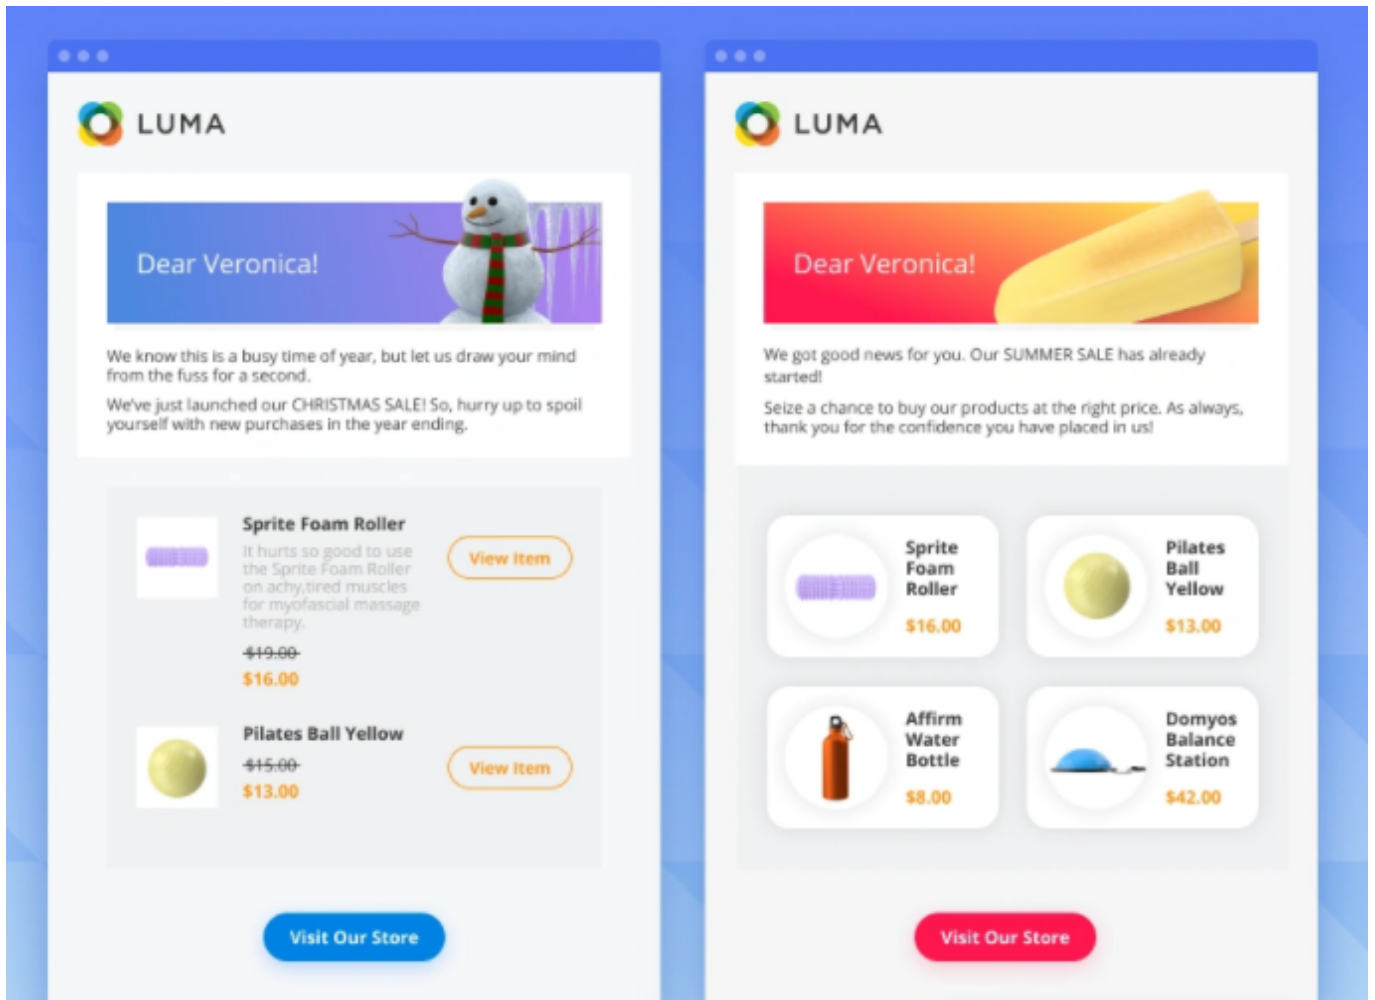 LUMA
Dear Veronica!
We know this is a busy time of year, but let us draw your mind
from the fuss for a second.
We've just launched our CHRISTMAS SALE! So, hurry up to spoil
yourself with new purchases in the year ending.
Sprite Foam Roller
It hurts so good to use
the Sprite Foam Roller
on achy,tired muscles
for myofascial massage
therapy.
$19.00
$16.00
View Item
Pilates Ball Yellow
$15.00
$13.00
View Item
Visit Our Store
LUMA
Dear Veronica!
We got good news for you. Our SUMMER SALE has already
started!
Seize a chance to buy our products at the right price. As always,
thank you for the confidence you have placed in us!
Sprite
Foam
Roller
$16.00
Pilates
Ball
Yellow
$13.00
Affirm
Water
Bottle
$8.00
Domyos
Balance
Station
$42.00
Visit Our Store